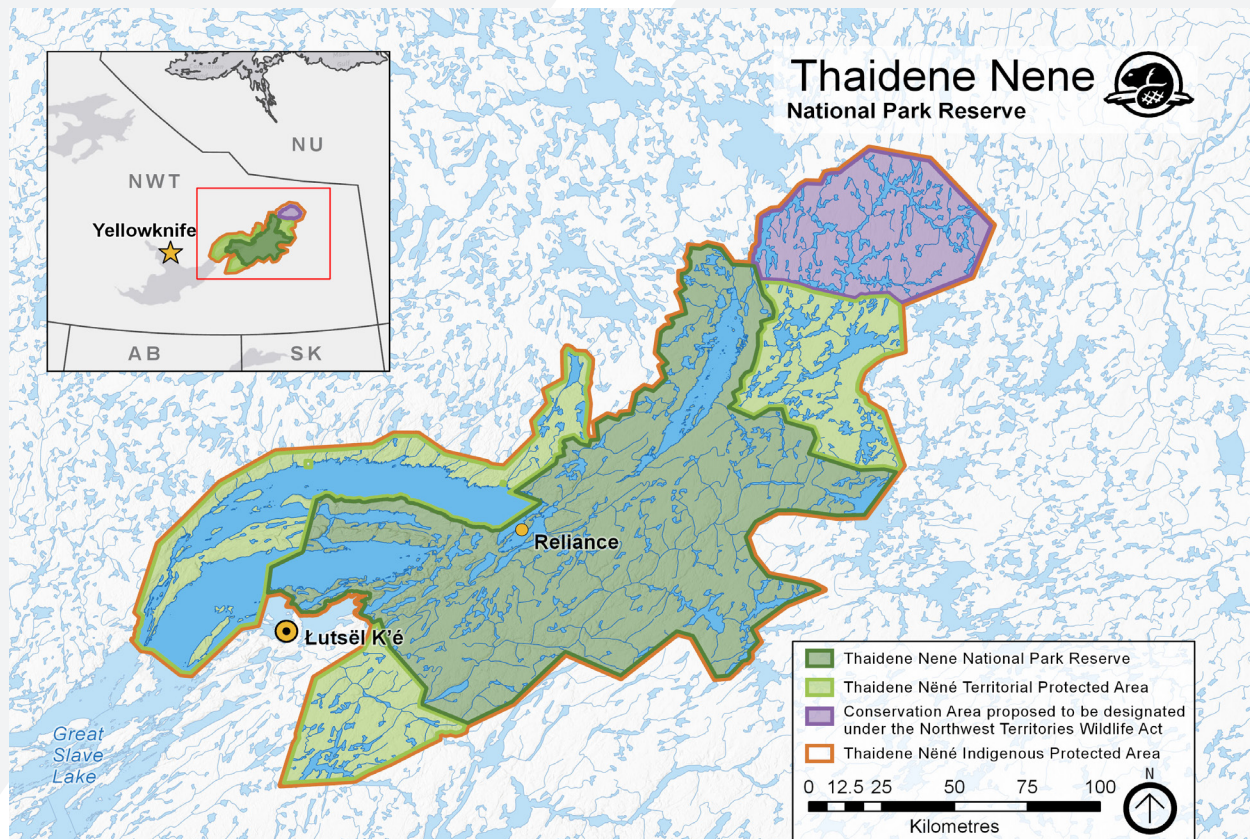 Thaidene Nene
National Park Reserve
NU
NWT
Yellowknife
AB
SK
Reliance
Łutsël K'é
Great
Slave
Lake
Thaidene Nene National Park Reserve
Thaidene Nëné Territorial Protected Area
Conservation Area proposed to be designated
under the Northwest Territories Wildlife Act
Thaidene Nëné Indigenous Protected Area
0 12.5 25 50 75 100
Kilometres
N